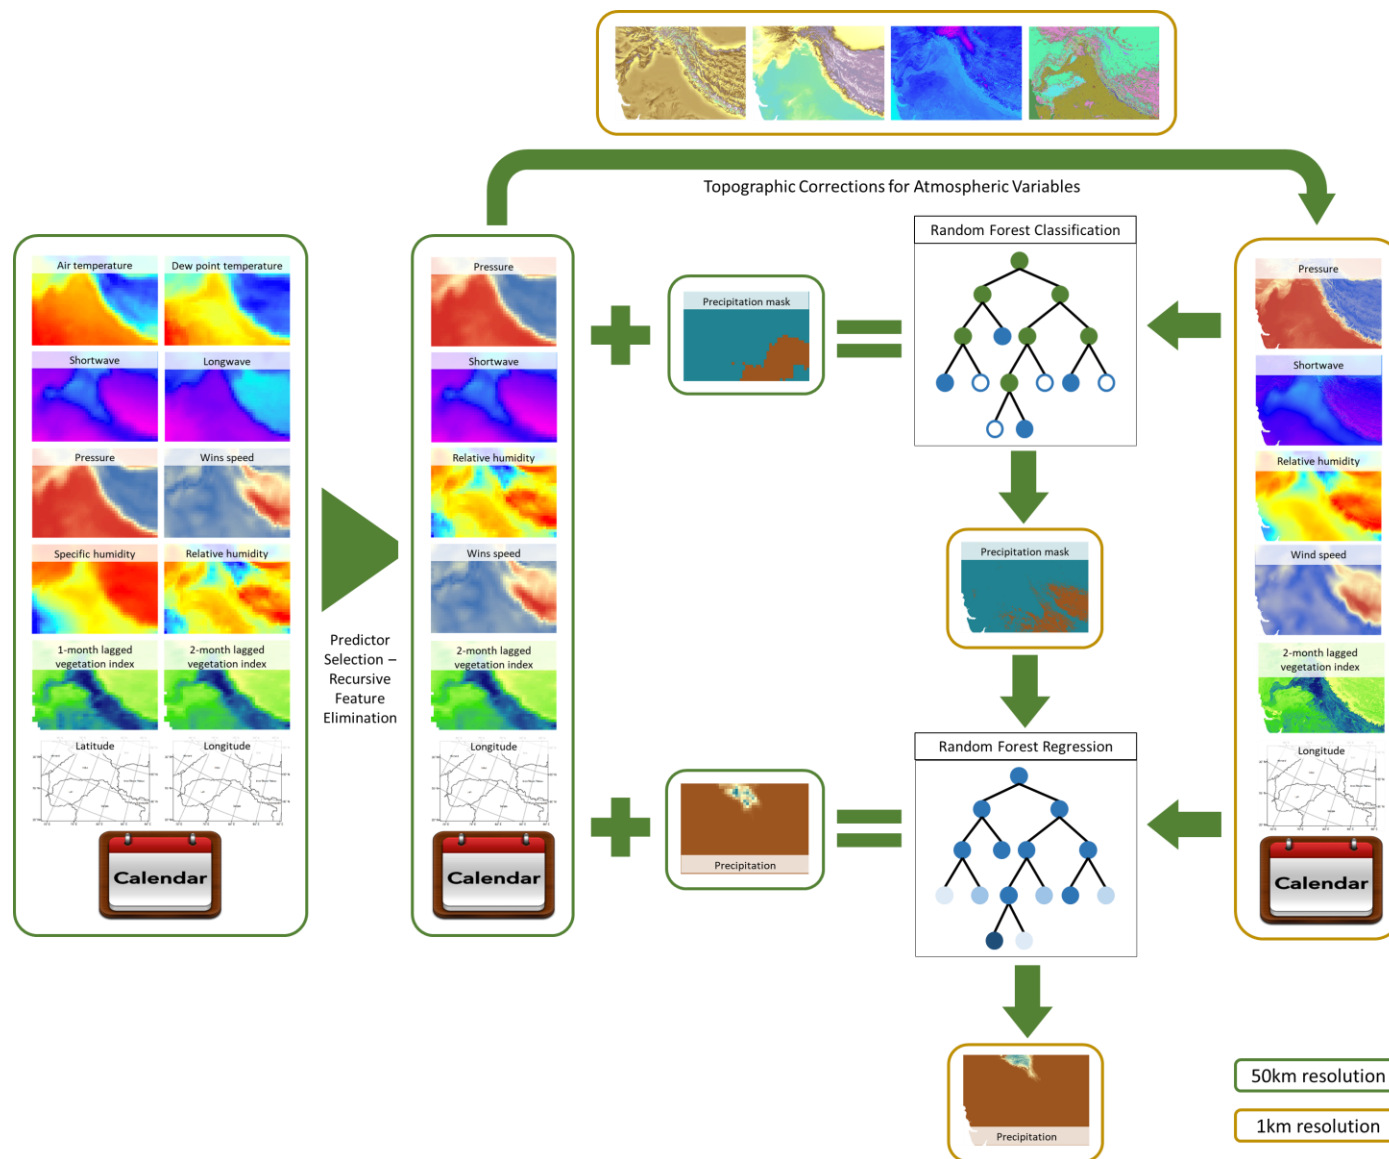 Topographic Corrections for Atmospheric Variables
Air temperature
Dew point temperature
Shortwave
Longwave
Pressure
Wins speed
Specific humidity
Relative humidity
1-month lagged
vegetation index
2-month lagged
vegetation index
Latitude
Longitude
Calendar
Predictor
Selection –
Recursive
Feature
Elimination
Pressure
Shortwave
Relative humidity
Wins speed
2-month lagged
vegetation index
Longitude
Calendar
Precipitation mask
Precipitation
Random Forest Classification
Precipitation mask
Random Forest Regression
Precipitation
Pressure
Shortwave
Relative humidity
Wind speed
2-month lagged
vegetation index
Longitude
Calendar
50km resolution
1km resolution